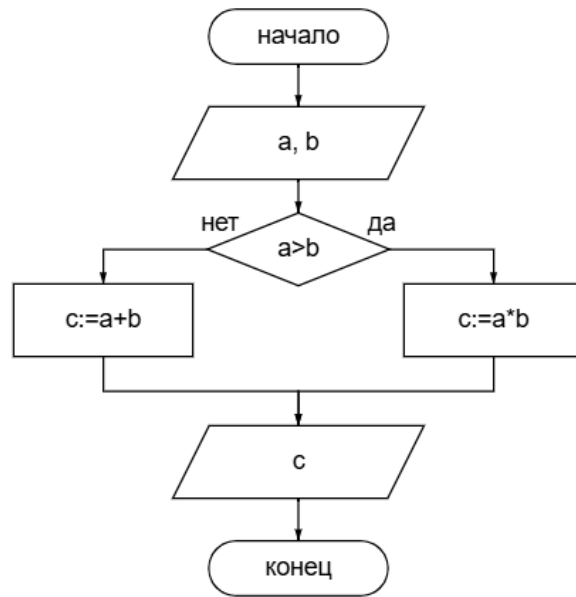 начало
a, b
нет
да
a>b
c:=a+b
c:=a*b
c
конец